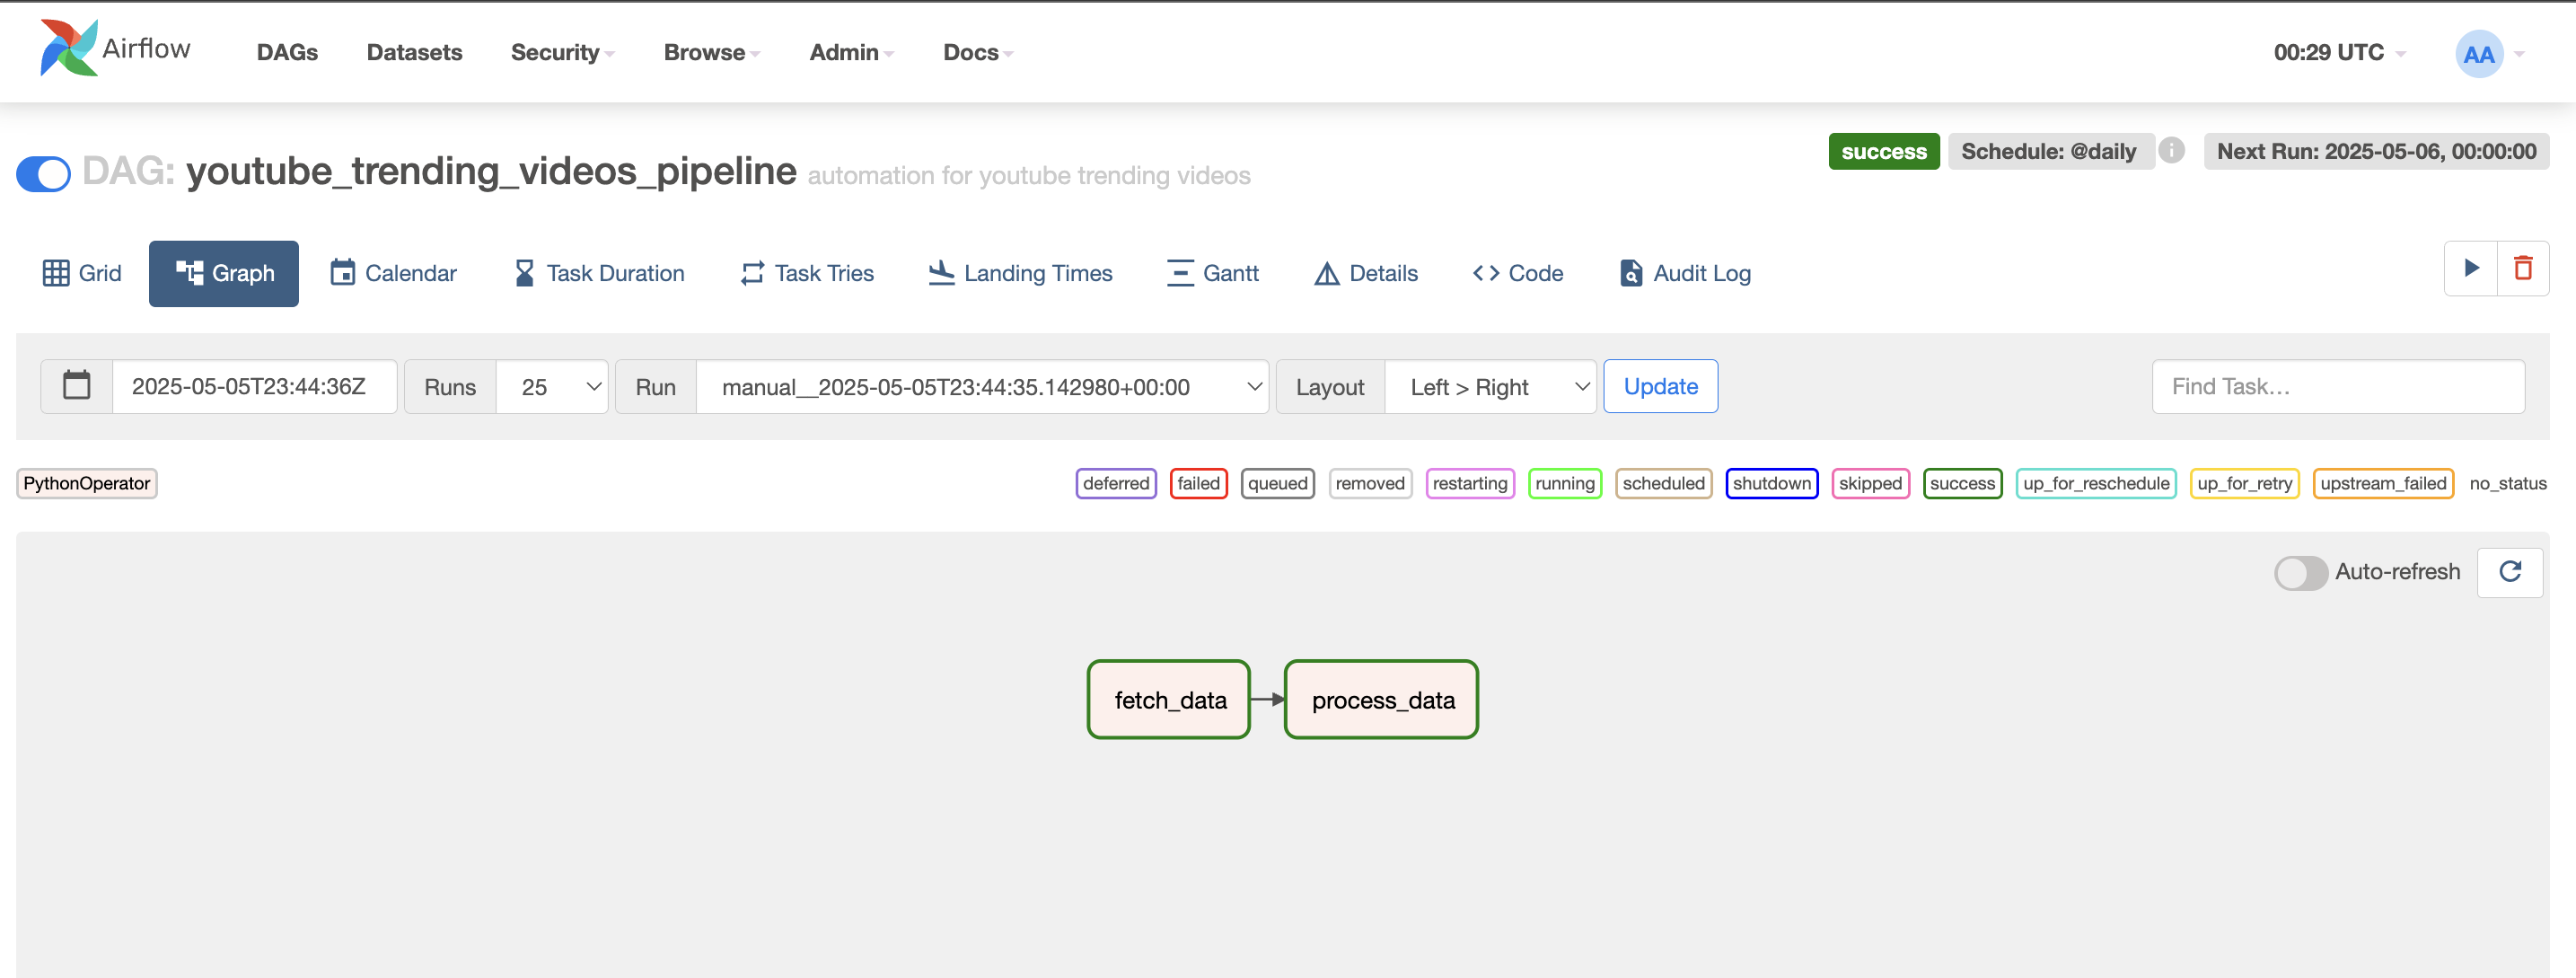 Airflow DAGs Datasets Security Browse Admin Docs 00:29 UTC AA
DAG: youtube_trending_videos_pipeline automation for youtube trending videos success Schedule: @daily i Next Run: 2025-05-06, 00:00:00
Grid Graph Calendar Task Duration Task Tries Landing Times Gantt Details <> Code Audit Log
2025-05-05T23:44:36Z Runs 25 Run manual__2025-05-05T23:44:35.142980+00:00 Layout Left > Right Update Find Task...
PythonOperator deferred failed queued removed restarting running scheduled shutdown skipped success up_for_reschedule up_for_retry upstream_failed no_status
Auto-refresh
fetch_data process_data